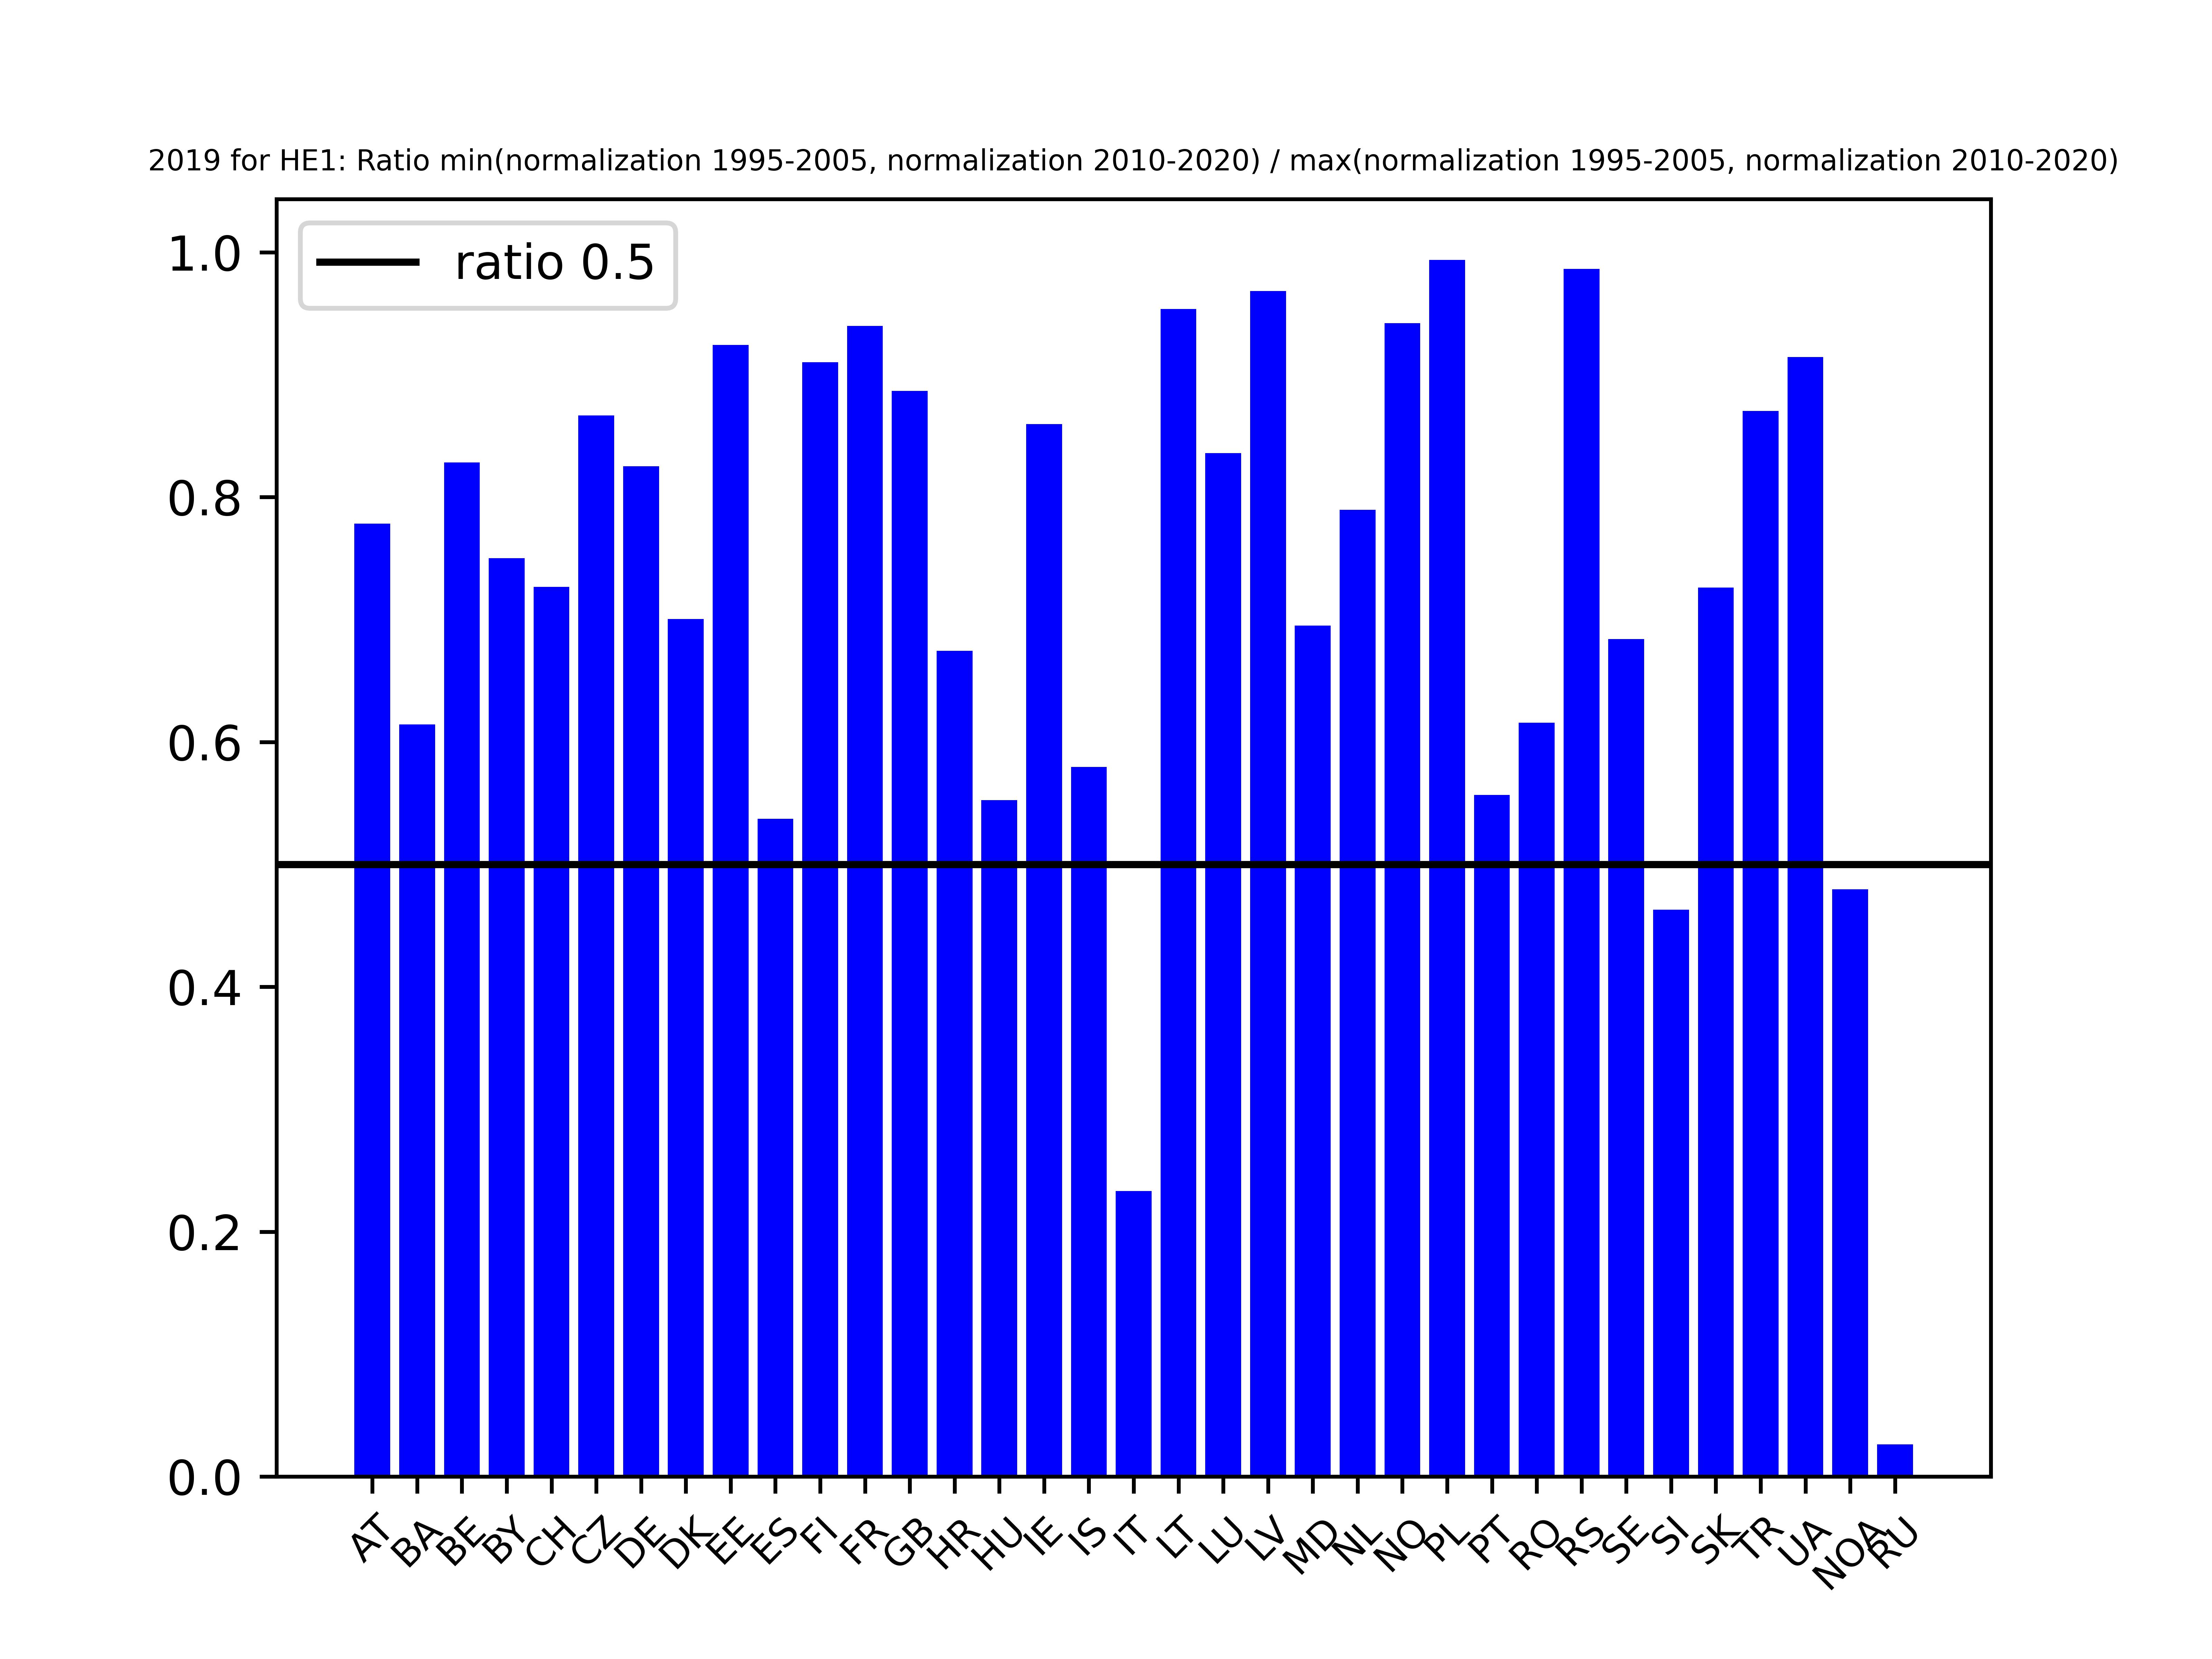 2019 for HE1: Ratio min(normalization 1995-2005, normalization 2010-2020) / max(normalization 1995-2005, normalization 2010-2020)
ratio 0.5
1.0
0.8
0.6
0.4
0.2
0.0
AT BA BE BY CH CZ DE DK EE ES FI FR GB HR HU IE IS IT LT LU LV MD NL NO PL PT RO RS SE SI SK TR UA NOA RU